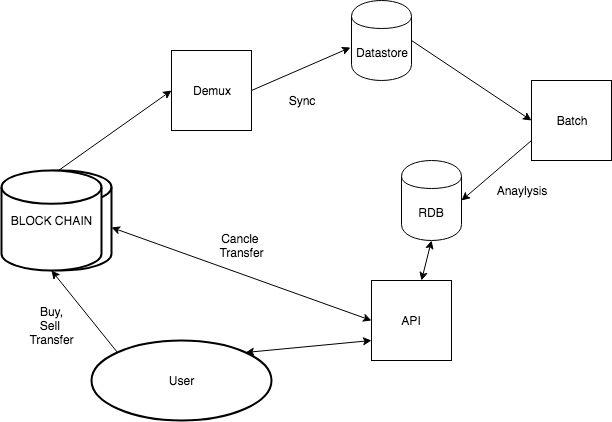 Datastore
Demux
Sync
Batch
Anaylysis
BLOCK CHAIN
RDB
Cancle
Transfer
Buy,
Sell
Transfer
API
User